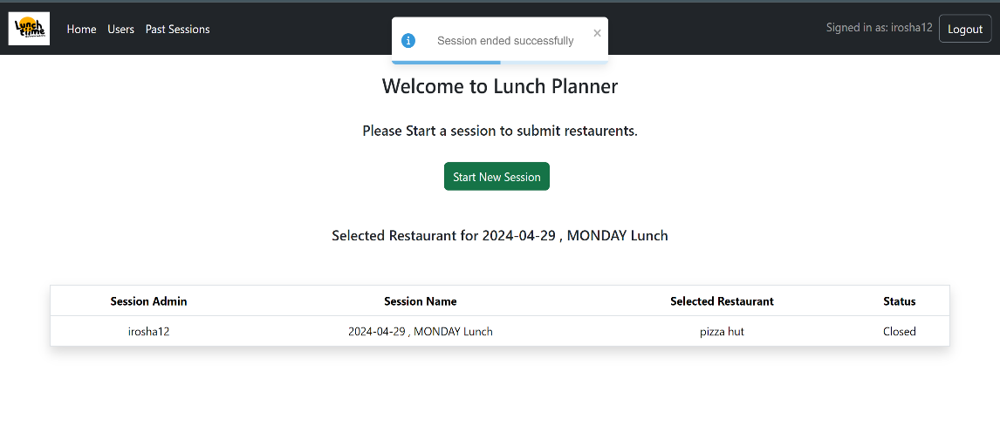 Lunch
time
Home Users Past Sessions
Session ended successfully ×
Signed in as: irosha12 Logout
Welcome to Lunch Planner
Please Start a session to submit restaurents.
Start New Session
Selected Restaurant for 2024-04-29 , MONDAY Lunch
Session Admin Session Name Selected Restaurant Status
irosha12 2024-04-29 , MONDAY Lunch pizza hut Closed